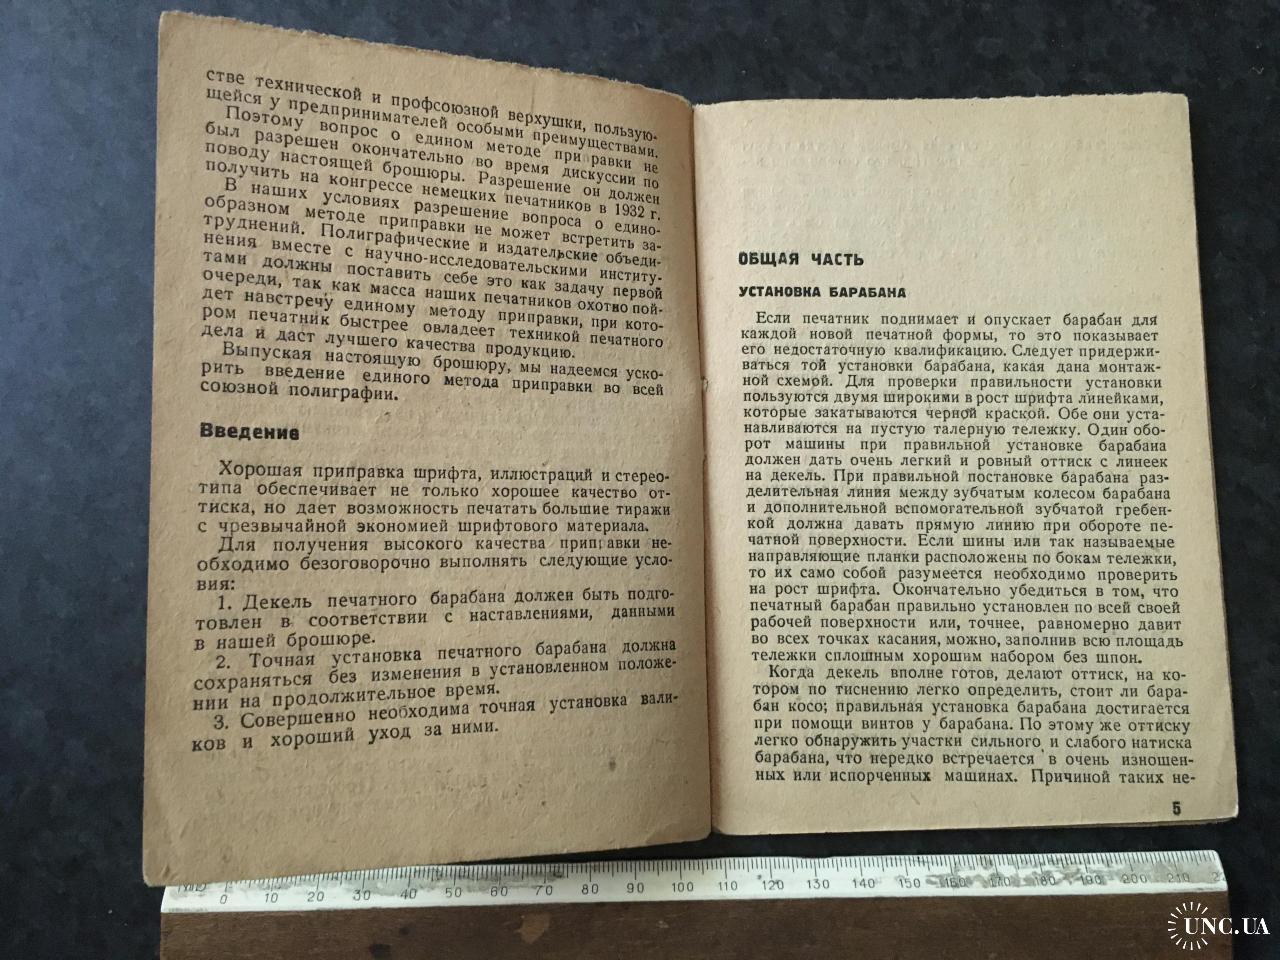 стве технической и профсоюзной верхушки, пользую-
щейся у предпринимателей особыми преимуществами.
Поэтому вопрос о едином методе при равки не
был разрешен окончательно во время дискуссии по
поводу настоящей брошюры. Разрешение он должен
получить на конгрессе немецких печатников в 1932 г.
В наших условиях разрешение вопроса о едино-
образном методе приправки не может встретить за-
труднений. Полиграфические и издательские объеди-
нения вместе с научно-исследовательскими институ-
тами должны поставить себе это как задачу первой
очереди, так как масса наших печатников охотно пой-
дет навстречу единому методу приправки, при кото-
ром печатник быстрее овладеет техникой печатного
дела и даст лучшего качества продукцию.
Выпуская настоящую брошюру, мы надеемся уско-
рить введение единого метода приправки во всей
союзной полиграфии.
Введение
Хорошая приправка шрифта, иллюстраций и стерео-
типа обеспечивает не только хорошее качество от-
тиска, но дает возможность печатать большие тиражи
с чрезвычайной экономией шрифтового материала.
Для получения высокого качества приправки не-
обходимо безоговорочно выполнять следующие усло-
вия:
1. Декель печатного барабана должен быть подго-
товлен в соответствии с наставлениями, данными
в нашей брошюре.
2. Точная установка печатного барабана должна
сохраняться без изменения в установленном положе-
нии на продолжительное время.
3. Совершенно необходима точная установка вали-
ков и хороший уход за ними.
ОБЩАЯ ЧАСТЬ
УСТАНОВКА БАРАБАНА
Если печатник поднимает и опускает барабан для
каждой новой печатной формы, то это показывает
его недостаточную квалификацию. Следует придержи-
ваться той установки барабана, какая дана монтаж-
ной схемой. Для проверки правильности установки
пользуются двумя широкими в рост шрифта линейками,
которые закатываются черной краской. Обе они уста-
навливаются на пустую талерную тележку. Один обо-
рот машины при правильной установке барабана
должен дать очень легкий и ровный оттиск с линеек
на декель. При правильной постановке барабана раз-
делительная линия между зубчатым колесом барабана
и дополнительной вспомогательной зубчатой гребен-
кой должна давать прямую линию при обороте пе-
чатной поверхности. Если шины или так называемые
направляющие планки расположены по бокам тележки,
то их само собой разумеется необходимо проверить
на рост шрифта. Окончательно убедиться в том, что
печатный барабан правильно установлен по всей своей
рабочей поверхности или, точнее, равномерно давит
во всех точках касания, можно, заполнив всю площадь
тележки сплошным хорошим набором без шпон.
Когда декель вполне готов, делают оттиск, на ко-
тором по тиснению легко определить, стоит ли бара-
бан косо; правильная установка барабана достигается
при помощи винтов у барабана. По этому же оттиску
легко обнаружить участки сильного и слабого натиска
барабана, что нередко встречается в очень изношен-
ных или испорченных машинах. Причиной таких не-
5
0 10 20 30 40 50 60 70 80 90 100 110 120 130 140 150 160 170 180 190 200 210
UNC.UA